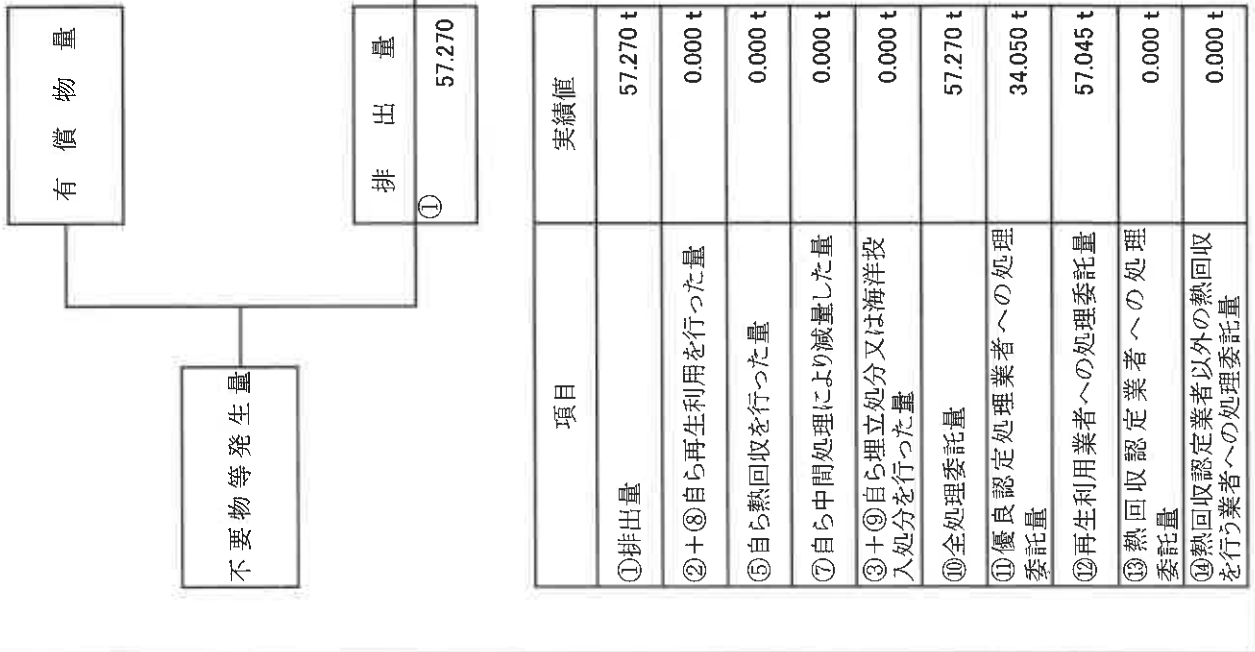 有償物量
不要物等発生量
排出量
①
57.270
項目 実績値
①排出量 57.270 t
②+⑧自ら再生利用を行った量 0.000 t
⑤自ら熱回収を行った量 0.000 t
⑦自ら中間処理により減量した量 0.000 t
③+⑨自ら埋立処分又は海洋投
入処分を行った量 0.000 t
⑩全処理委託量 57.270 t
⑪優良認定処理業者への処理
委託量 34.050 t
⑫再生利用業者への処理委託量 57.045 t
⑬熱回収認定業者への処理
委託量 0.000 t
⑭熱回収認定業者以外の熱回収
を行う業者への処理委託量 0.000 t